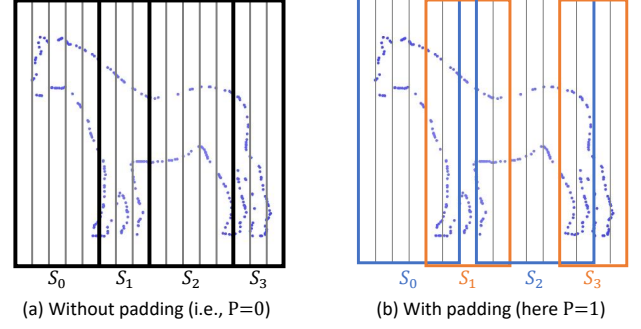 S₀ S₁ S₂ S₃ S₀ S₁ S₂ S₃
(a) Without padding (i.e., P=0) (b) With padding (here P=1)